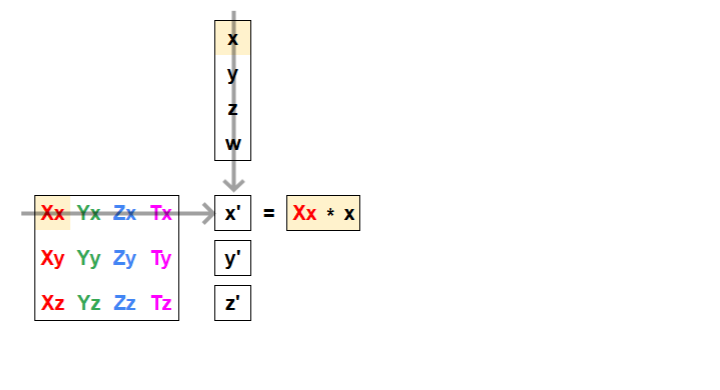 x
y
z
w
Xx Yx Zx Tx x' = Xx * x
Xy Yy Zy Ty y'
Xz Yz Zz Tz z'